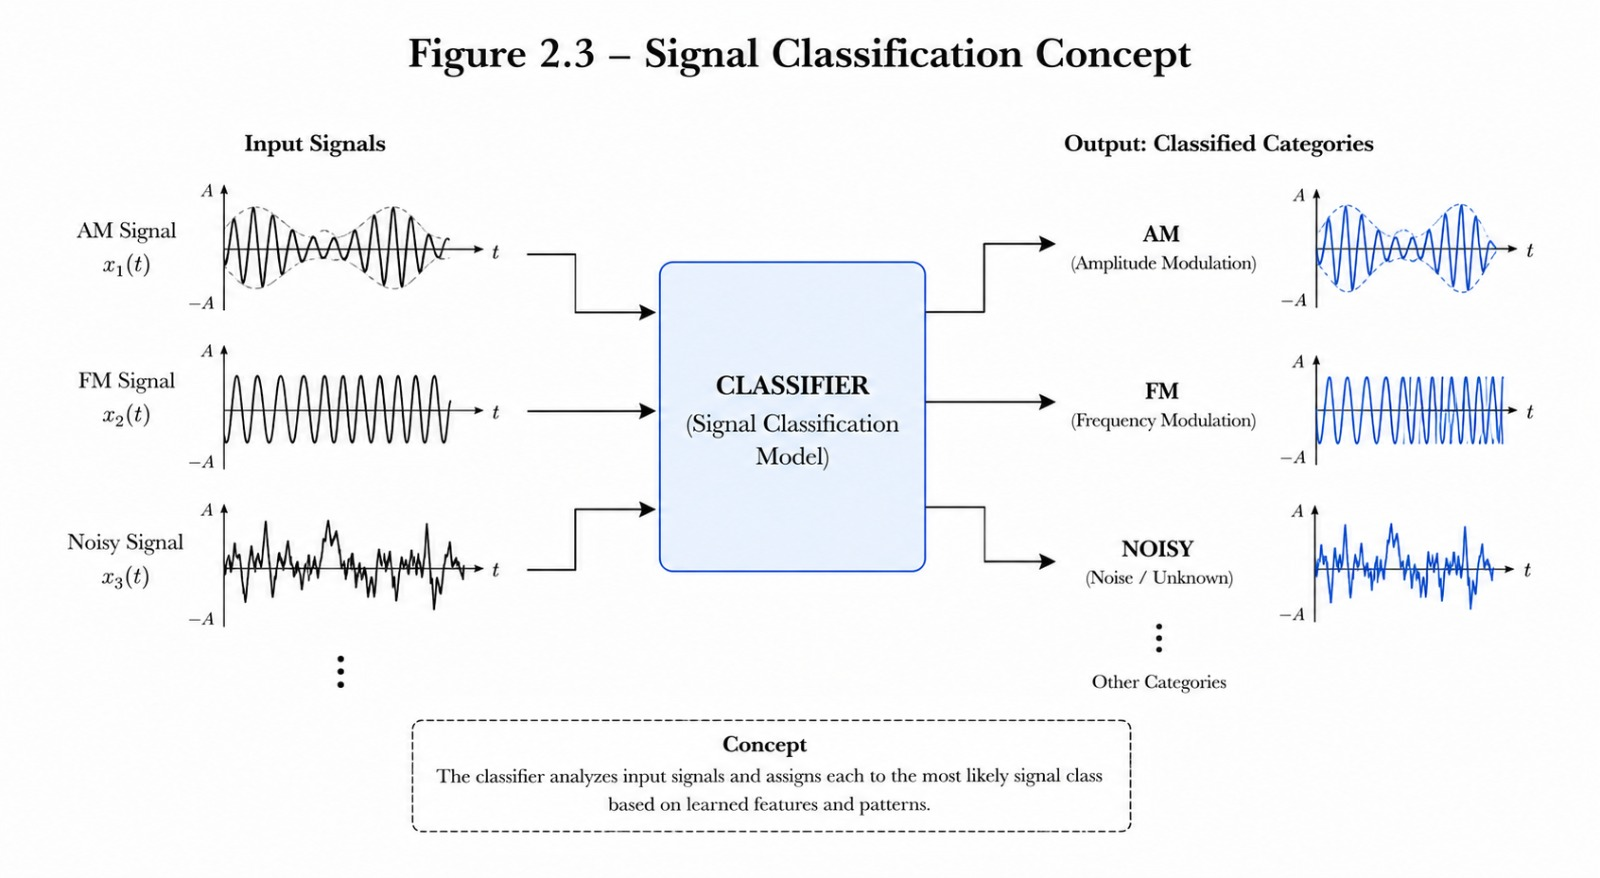 Figure 2.3 – Signal Classification Concept
Input Signals
Output: Classified Categories
A
AM Signal
x₁(t)
t
−A
A
FM Signal
x₂(t)
t
−A
A
Noisy Signal
x₃(t)
t
−A
CLASSIFIER
(Signal Classification
Model)
AM
(Amplitude Modulation)
A
t
−A
FM
(Frequency Modulation)
A
t
−A
NOISY
(Noise / Unknown)
A
t
−A
Other Categories
Concept
The classifier analyzes input signals and assigns each to the most likely signal class
based on learned features and patterns.